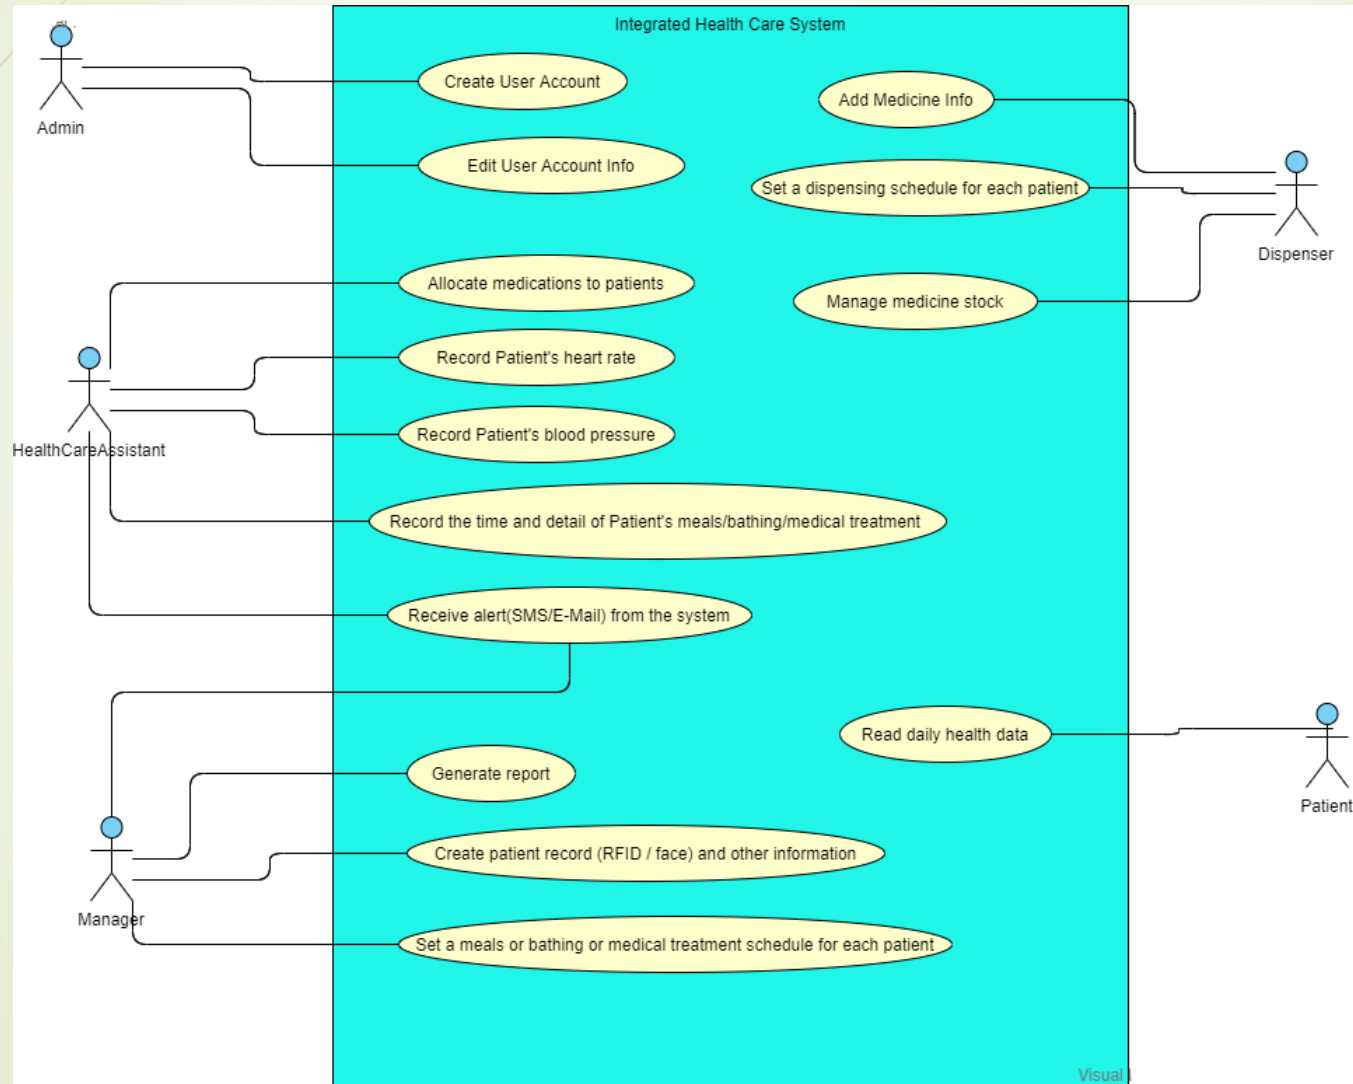 Integrated Health Care System
Admin
Create User Account
Edit User Account Info
Add Medicine Info
Set a dispensing schedule for each patient
Dispenser
Manage medicine stock
Allocate medications to patients
Record Patient's heart rate
HealthCareAssistant
Record Patient's blood pressure
Record the time and detail of Patient's meals/bathing/medical treatment
Receive alert(SMS/E-Mail) from the system
Read daily health data
Patient
Generate report
Create patient record (RFID / face) and other information
Manager
Set a meals or bathing or medical treatment schedule for each patient
Visual